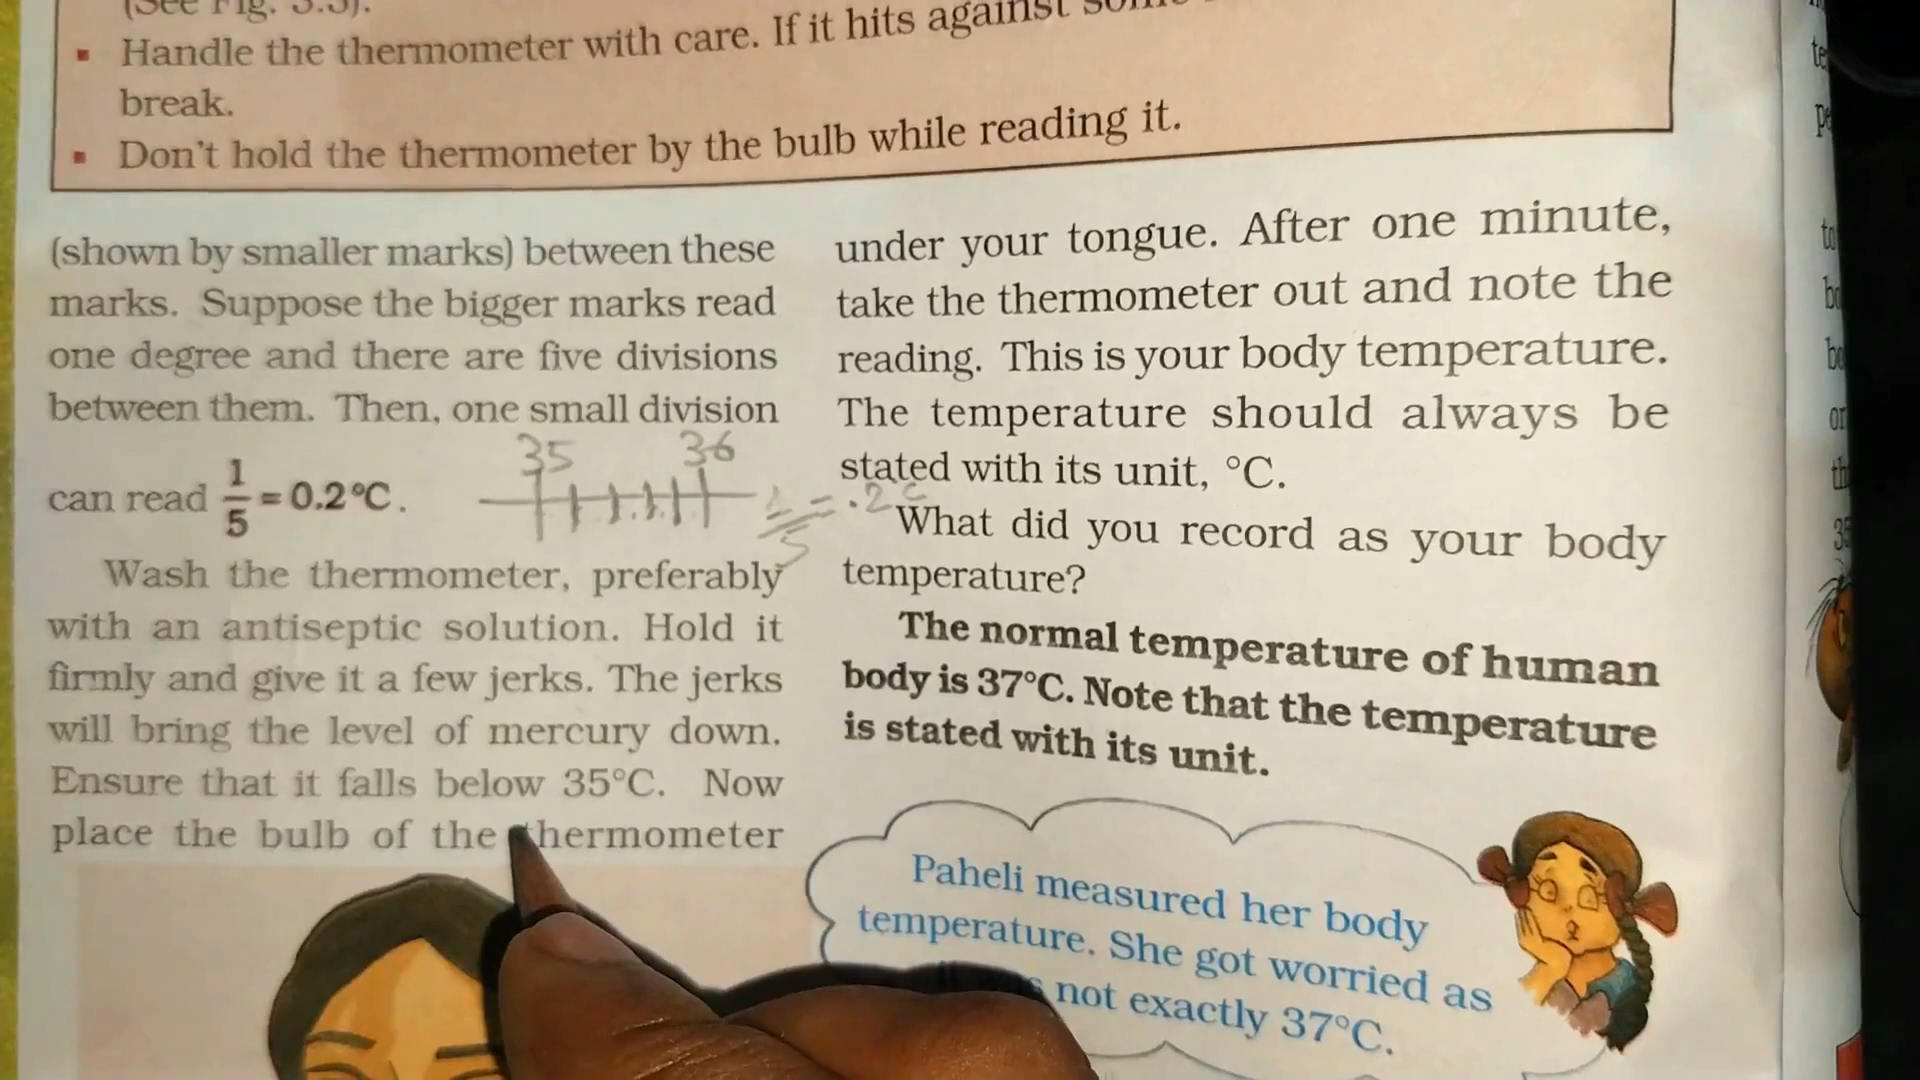 (See Fig. 3.3).
Handle the thermometer with care. If it hits against
break.
Don't hold the thermometer by the bulb while reading it.
(shown by smaller marks) between these
marks. Suppose the bigger marks read
one degree and there are five divisions
between them. Then, one small division
can read 1/5 = 0.2°C.
35 36
1/5 = .2°C
Wash the thermometer, preferably
with an antiseptic solution. Hold it
firmly and give it a few jerks. The jerks
will bring the level of mercury down.
Ensure that it falls below 35°C. Now
place the bulb of the thermometer
under your tongue. After one minute,
take the thermometer out and note the
reading. This is your body temperature.
The temperature should always be
stated with its unit, °C.
What did you record as your body
temperature?
The normal temperature of human
body is 37°C. Note that the temperature
is stated with its unit.
Paheli measured her body
temperature. She got worried as
not exactly 37°C.